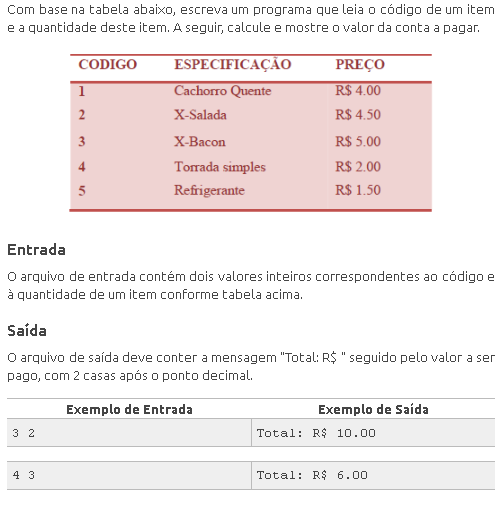 Com base na tabela abaixo, escreva um programa que leia o código de um item
e a quantidade deste item. A seguir, calcule e mostre o valor da conta a pagar.
CODIGO ESPECIFICAÇÃO PREÇO
1 Cachorro Quente R$ 4.00
2 X-Salada R$ 4.50
3 X-Bacon R$ 5.00
4 Torrada simples R$ 2.00
5 Refrigerante R$ 1.50
Entrada
O arquivo de entrada contém dois valores inteiros correspondentes ao código e
à quantidade de um item conforme tabela acima.
Saída
O arquivo de saída deve conter a mensagem "Total: R$ " seguido pelo valor a ser
pago, com 2 casas após o ponto decimal.
Exemplo de Entrada Exemplo de Saída
3 2 Total: R$ 10.00
4 3 Total: R$ 6.00